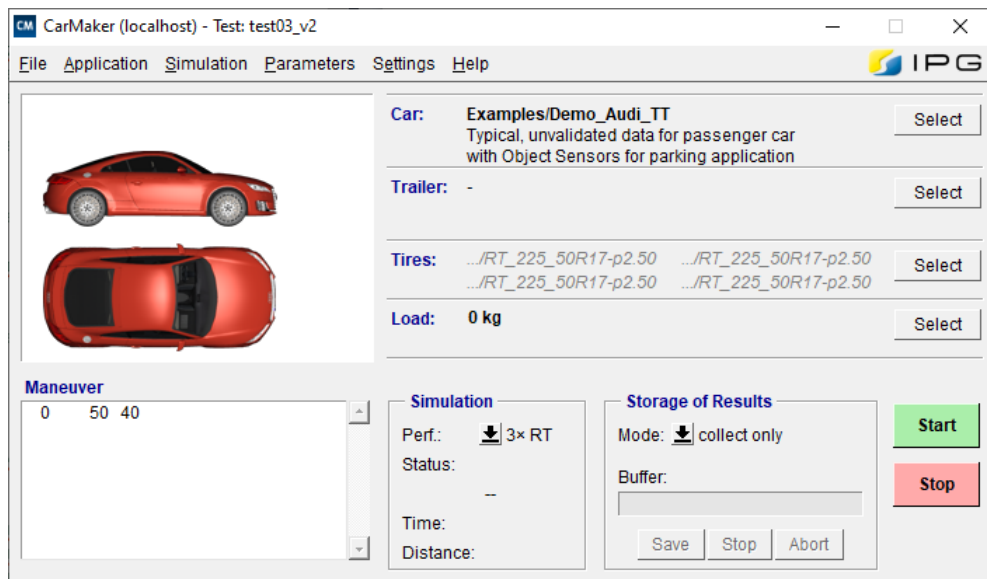 CM CarMaker (localhost) - Test: test03_v2
File Application Simulation Parameters Settings Help
IPG
Car: Examples/Demo_Audi_TT Select
Typical, unvalidated data for passenger car
with Object Sensors for parking application
Trailer: - Select
Tires: .../RT_225_50R17-p2.50 .../RT_225_50R17-p2.50 Select
.../RT_225_50R17-p2.50 .../RT_225_50R17-p2.50
Load: 0 kg Select
Maneuver
0 50 40
Simulation
Perf.: 3× RT
Status:
--
Time:
Distance:
Storage of Results
Mode: collect only
Buffer:
Save Stop Abort
Start
Stop